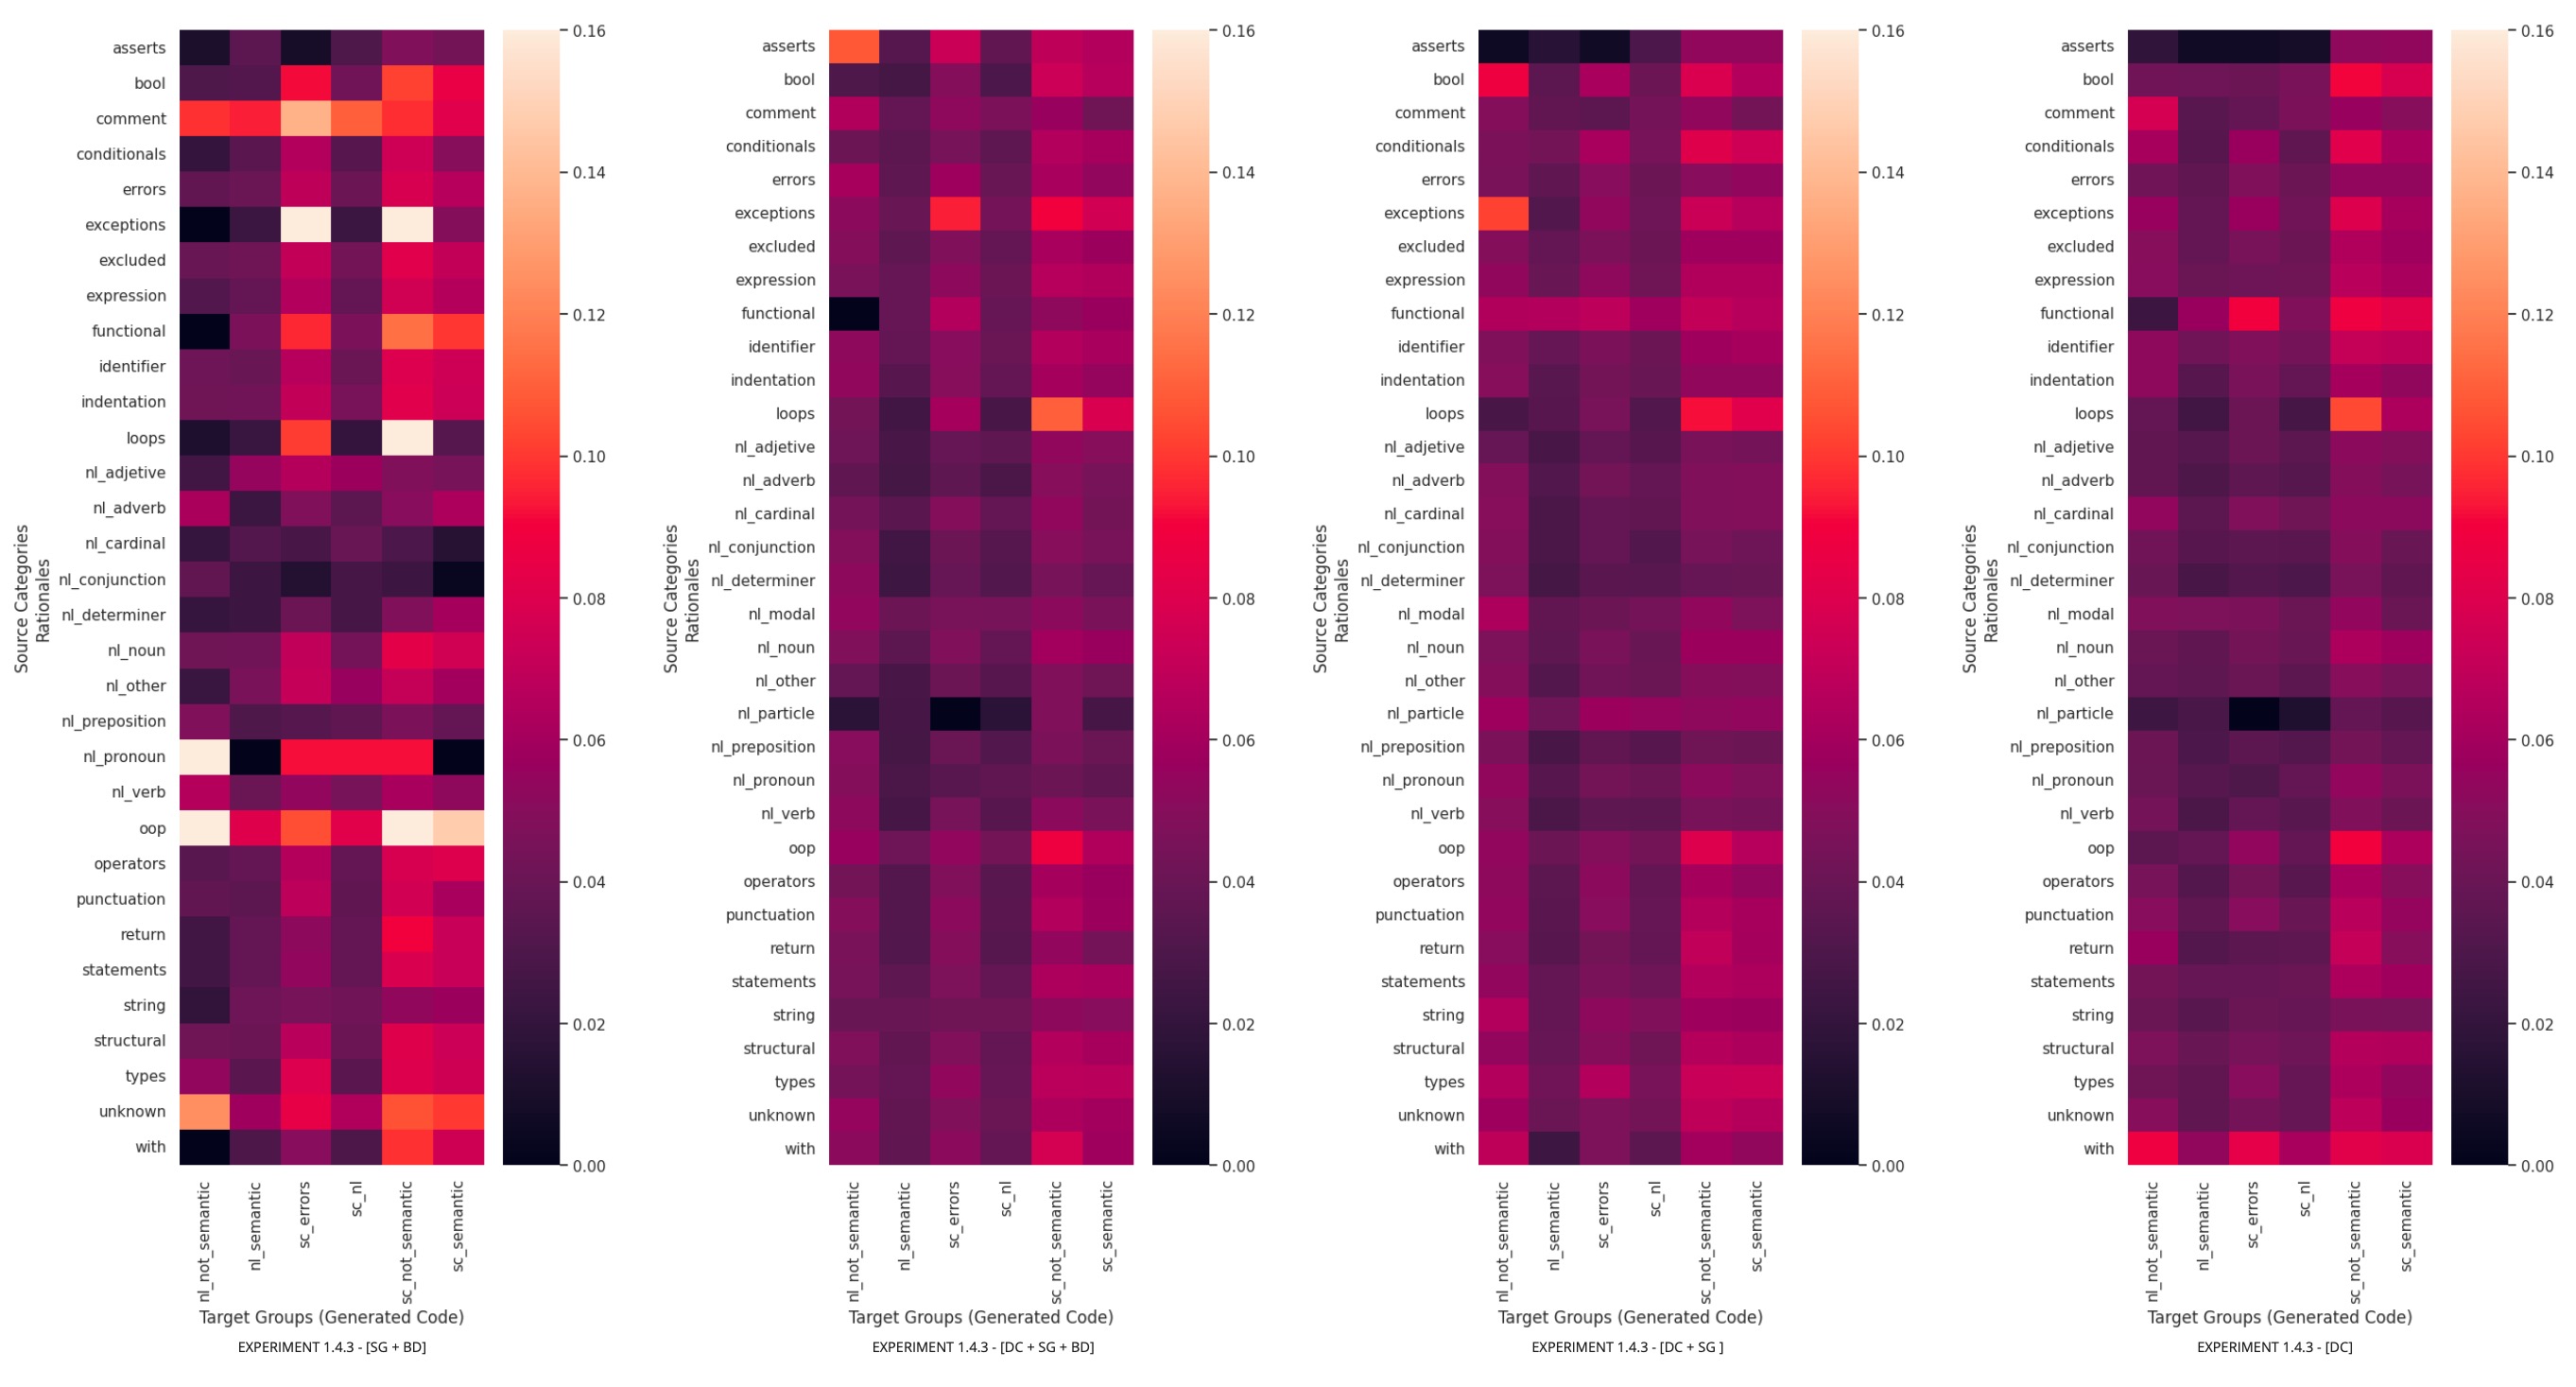 asserts
bool
comment
conditionals
errors
exceptions
excluded
expression
functional
identifier
indentation
loops
nl_adjetive
nl_adverb
nl_cardinal
nl_conjunction
nl_determiner
nl_noun
nl_other
nl_preposition
nl_pronoun
nl_verb
oop
operators
punctuation
return
statements
string
structural
types
unknown
with
Source Categories
Rationales
nl_not_semantic
nl_semantic
sc_errors
sc_nl
sc_not_semantic
sc_semantic
Target Groups (Generated Code)
EXPERIMENT 1.4.3 - [SG + BD]
0.16
0.14
0.12
0.10
0.08
0.06
0.04
0.02
0.00
asserts
bool
comment
conditionals
errors
exceptions
excluded
expression
functional
identifier
indentation
loops
nl_adjetive
nl_adverb
nl_cardinal
nl_conjunction
nl_determiner
nl_modal
nl_noun
nl_other
nl_particle
nl_preposition
nl_pronoun
nl_verb
oop
operators
punctuation
return
statements
string
structural
types
unknown
with
Source Categories
Rationales
nl_not_semantic
nl_semantic
sc_errors
sc_nl
sc_not_semantic
sc_semantic
Target Groups (Generated Code)
EXPERIMENT 1.4.3 - [DC + SG + BD]
0.16
0.14
0.12
0.10
0.08
0.06
0.04
0.02
0.00
asserts
bool
comment
conditionals
errors
exceptions
excluded
expression
functional
identifier
indentation
loops
nl_adjetive
nl_adverb
nl_cardinal
nl_conjunction
nl_determiner
nl_modal
nl_noun
nl_other
nl_particle
nl_preposition
nl_pronoun
nl_verb
oop
operators
punctuation
return
statements
string
structural
types
unknown
with
Source Categories
Rationales
nl_not_semantic
nl_semantic
sc_errors
sc_nl
sc_not_semantic
sc_semantic
Target Groups (Generated Code)
EXPERIMENT 1.4.3 - [DC + SG ]
0.16
0.14
0.12
0.10
0.08
0.06
0.04
0.02
0.00
asserts
bool
comment
conditionals
errors
exceptions
excluded
expression
functional
identifier
indentation
loops
nl_adjetive
nl_adverb
nl_cardinal
nl_conjunction
nl_determiner
nl_modal
nl_noun
nl_other
nl_particle
nl_preposition
nl_pronoun
nl_verb
oop
operators
punctuation
return
statements
string
structural
types
unknown
with
Source Categories
Rationales
nl_not_semantic
nl_semantic
sc_errors
sc_nl
sc_not_semantic
sc_semantic
Target Groups (Generated Code)
EXPERIMENT 1.4.3 - [DC]
0.16
0.14
0.12
0.10
0.08
0.06
0.04
0.02
0.00